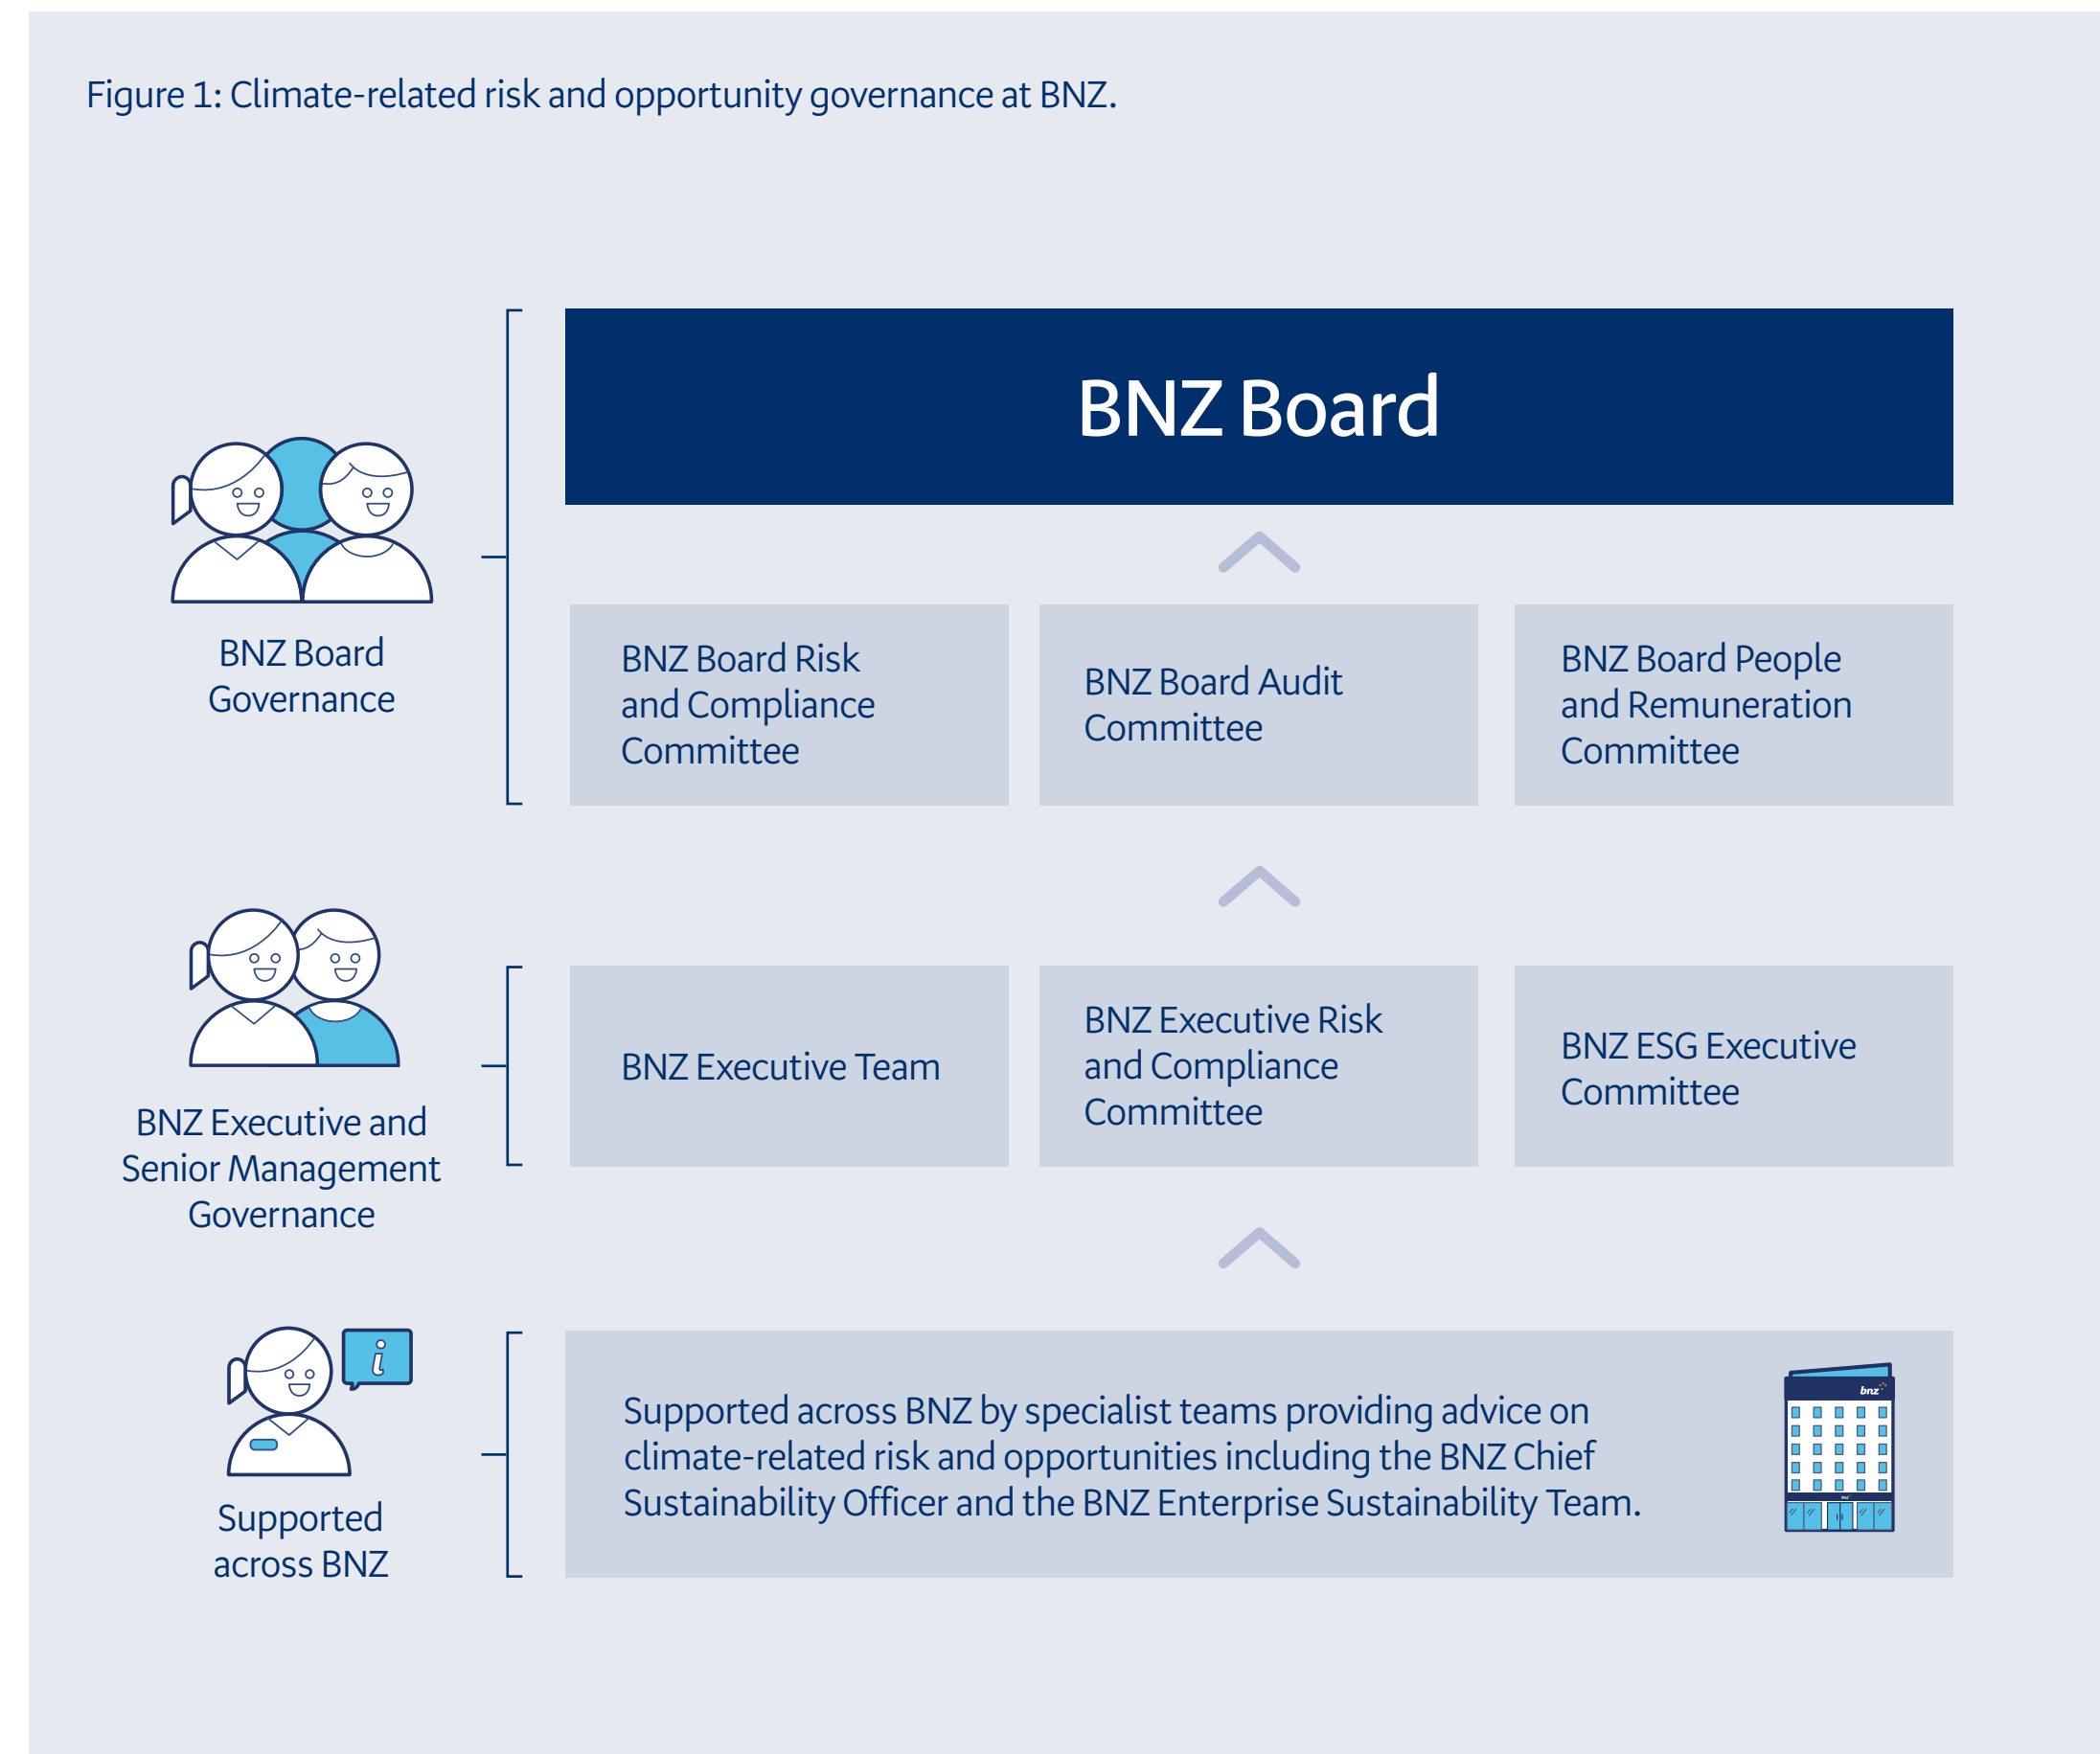 Figure 1: Climate-related risk and opportunity governance at BNZ.
BNZ Board
BNZ Board
Governance
BNZ Board Risk
and Compliance
Committee
BNZ Board Audit
Committee
BNZ Board People
and Remuneration
Committee
BNZ Executive and
Senior Management
Governance
BNZ Executive Team
BNZ Executive Risk
and Compliance
Committee
BNZ ESG Executive
Committee
Supported
across BNZ
i
Supported across BNZ by specialist teams providing advice on
climate-related risk and opportunities including the BNZ Chief
Sustainability Officer and the BNZ Enterprise Sustainability Team.
bnz
bnz